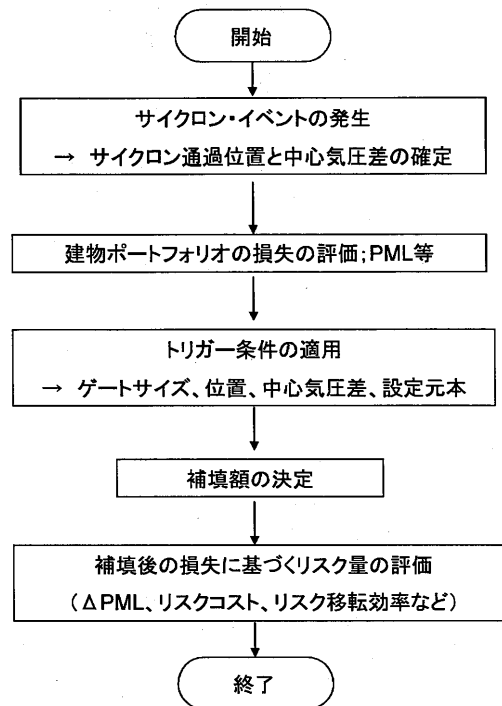 開始
サイクロン・イベントの発生
→ サイクロン通過位置と中心気圧差の確定
建物ポートフォリオの損失の評価;PML等
トリガー条件の適用
→ ゲートサイズ、位置、中心気圧差、設定元本
補填額の決定
補填後の損失に基づくリスク量の評価
(ΔPML、リスクコスト、リスク移転効率など)
終了